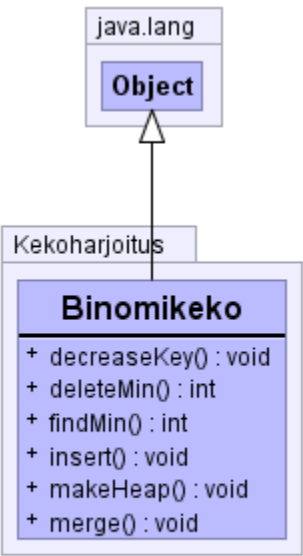 java.lang
Object
Kekoharjoitus
Binomikeko
+ decreaseKey() : void
+ deleteMin() : int
+ findMin() : int
+ insert() : void
+ makeHeap() : void
+ merge() : void